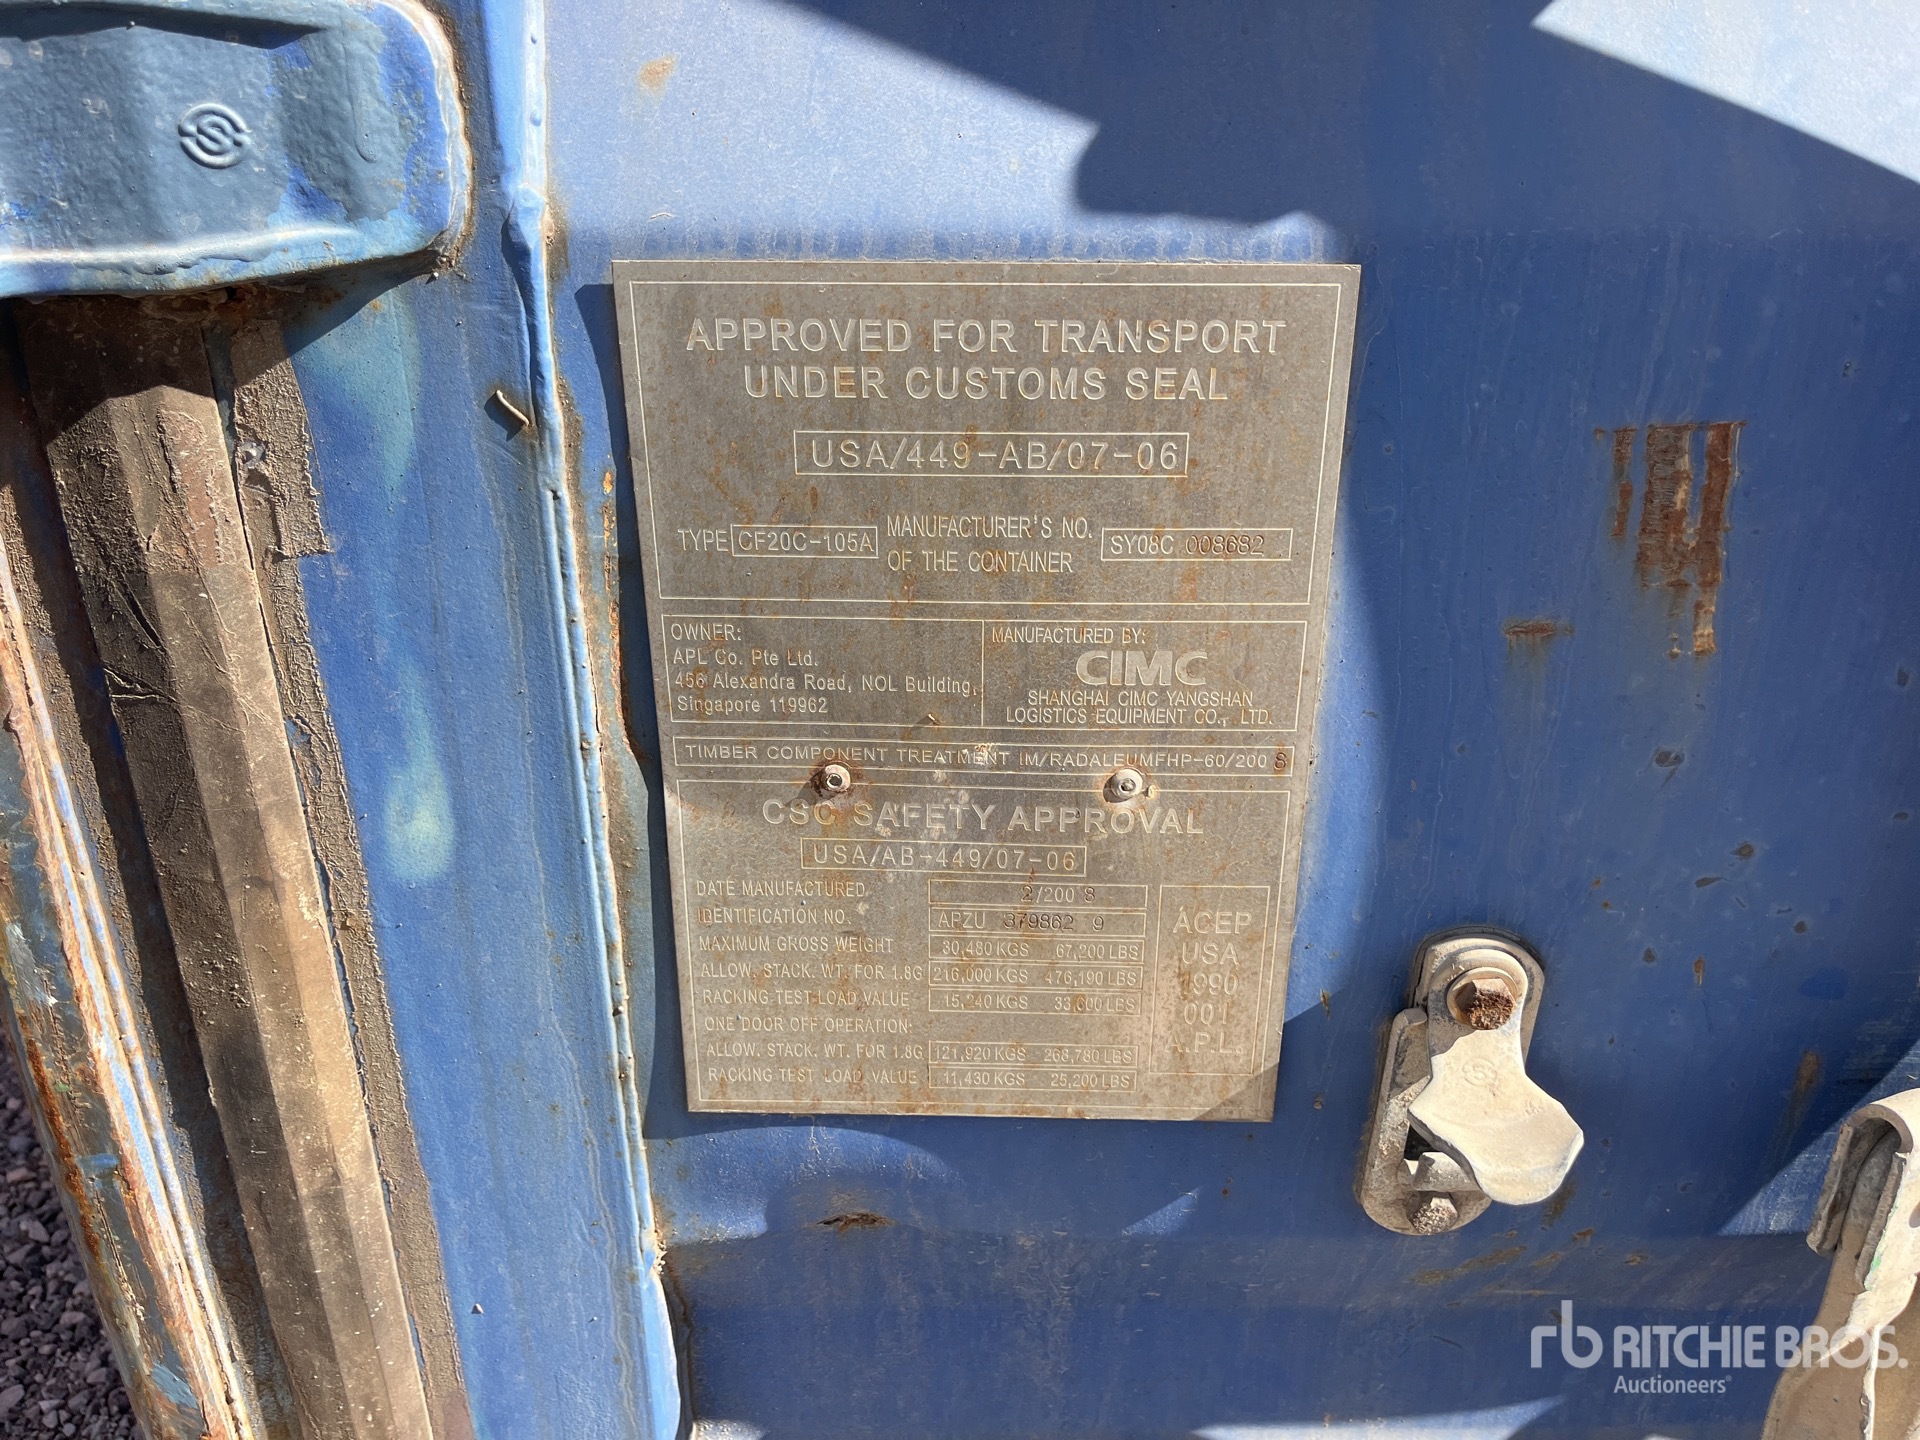 APPROVED FOR TRANSPORT
UNDER CUSTOMS SEAL
USA/449-AB/07-06
TYPE CF20C-105A
MANUFACTURER'S NO.
OF THE CONTAINER
SY08C 008682
OWNER:
APL Co. Pte Ltd.
456 Alexandra Road, NOL Building,
Singapore 119962
MANUFACTURED BY:
CIMC
SHANGHAI CIMC YANGSHAN
LOGISTICS EQUIPMENT CO., LTD.
TIMBER COMPONENT TREATMENT IM/RADALEUMFHP-60/200 8
CSC SAFETY APPROVAL
USA/AB-449/07-06
DATE MANUFACTURED 2/200 8
IDENTIFICATION NO. APZU 379862 9
MAXIMUM GROSS WEIGHT 30,480 KGS 67,200 LBS
ALLOW. STACK. WT. FOR 1.8G 216,000 KGS 476,190 LBS
RACKING TEST LOAD VALUE 15,240 KGS 33,600 LBS
ONE DOOR OFF OPERATION:
ALLOW. STACK. WT. FOR 1.8G 121,920 KGS 268,780 LBS
RACKING TEST LOAD VALUE 11,430 KGS 25,200 LBS
ACEP
USA
1990
001
A.P.L.
rb RITCHIE BROS.
Auctioneers